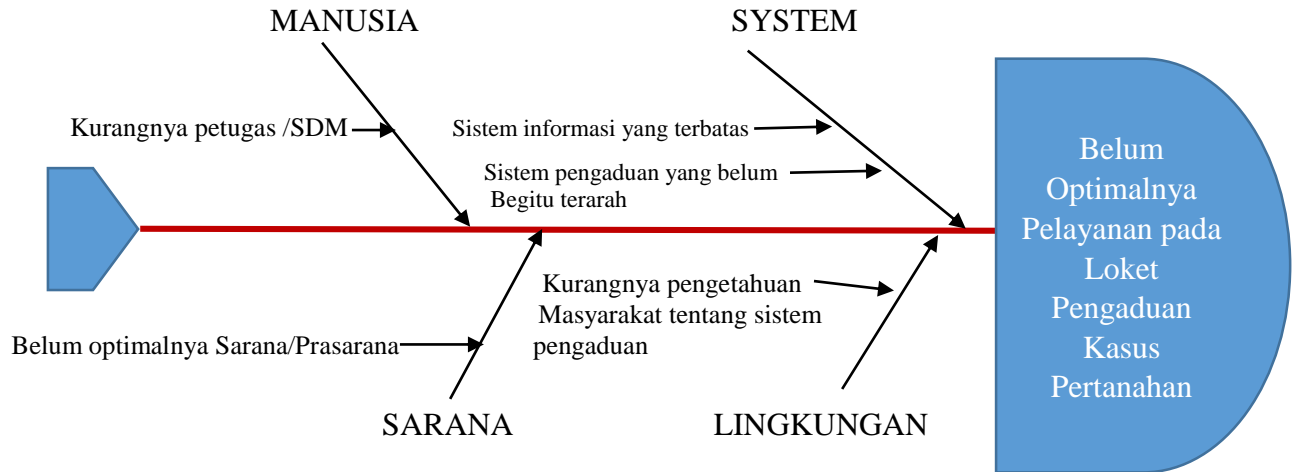 MANUSIA
SYSTEM
Kurangnya petugas /SDM
Sistem informasi yang terbatas
Sistem pengaduan yang belum
Begitu terarah
Belum
Optimalnya
Pelayanan pada
Loket
Pengaduan
Kasus
Pertanahan
Kurangnya pengetahuan
Masyarakat tentang sistem
pengaduan
Belum optimalnya Sarana/Prasarana
SARANA
LINGKUNGAN